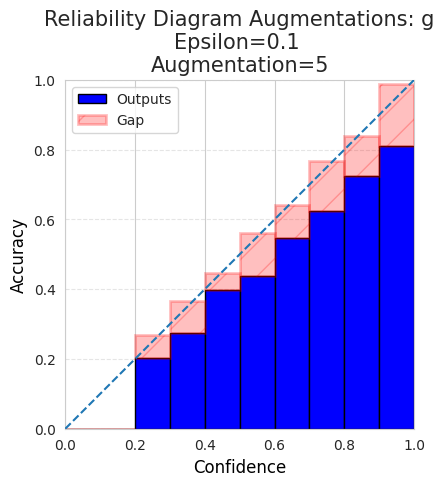 Reliability Diagram Augmentations: g
Epsilon=0.1
Augmentation=5
Outputs
Gap
Accuracy
1.0
0.8
0.6
0.4
0.2
0.0
0.0 0.2 0.4 0.6 0.8 1.0
Confidence